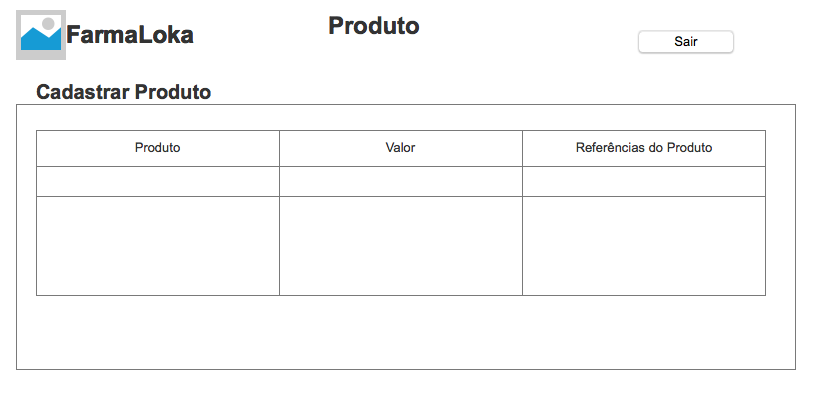 FarmaLoka
Produto
Sair
Cadastrar Produto
Produto
Valor
Referências do Produto